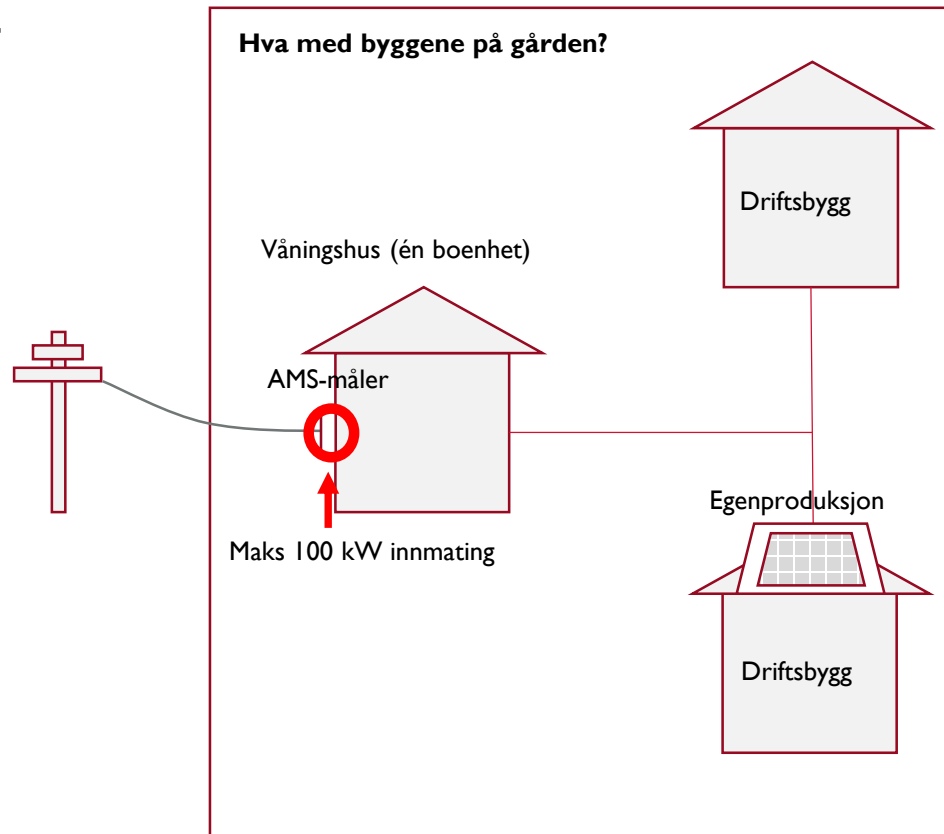 Hva med byggene på gården?
Driftsbygg
Våningshus (én boenhet)
AMS-måler
Egenproduksjon
Maks 100 kW innmating
Driftsbygg